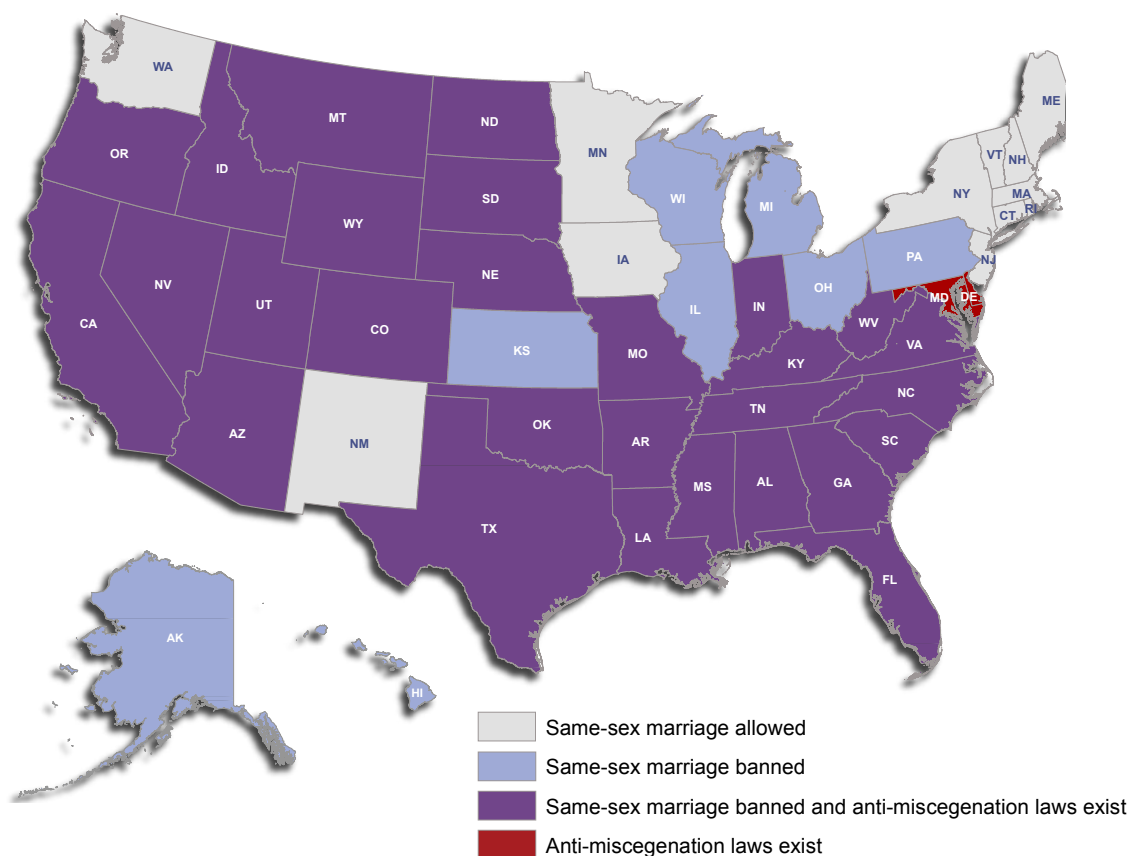 WA
MT
ND
MN
ME
VT
NH
OR
ID
SD
WI
MI
NY
MA
CT
RI
WY
IA
PA
NJ
NE
OH
MD
DE
NV
UT
IL
IN
WV
CA
CO
KS
MO
KY
VA
NC
TN
AZ
NM
OK
AR
SC
MS
AL
GA
TX
LA
FL
AK
HI
Same-sex marriage allowed
Same-sex marriage banned
Same-sex marriage banned and anti-miscegenation laws exist
Anti-miscegenation laws exist